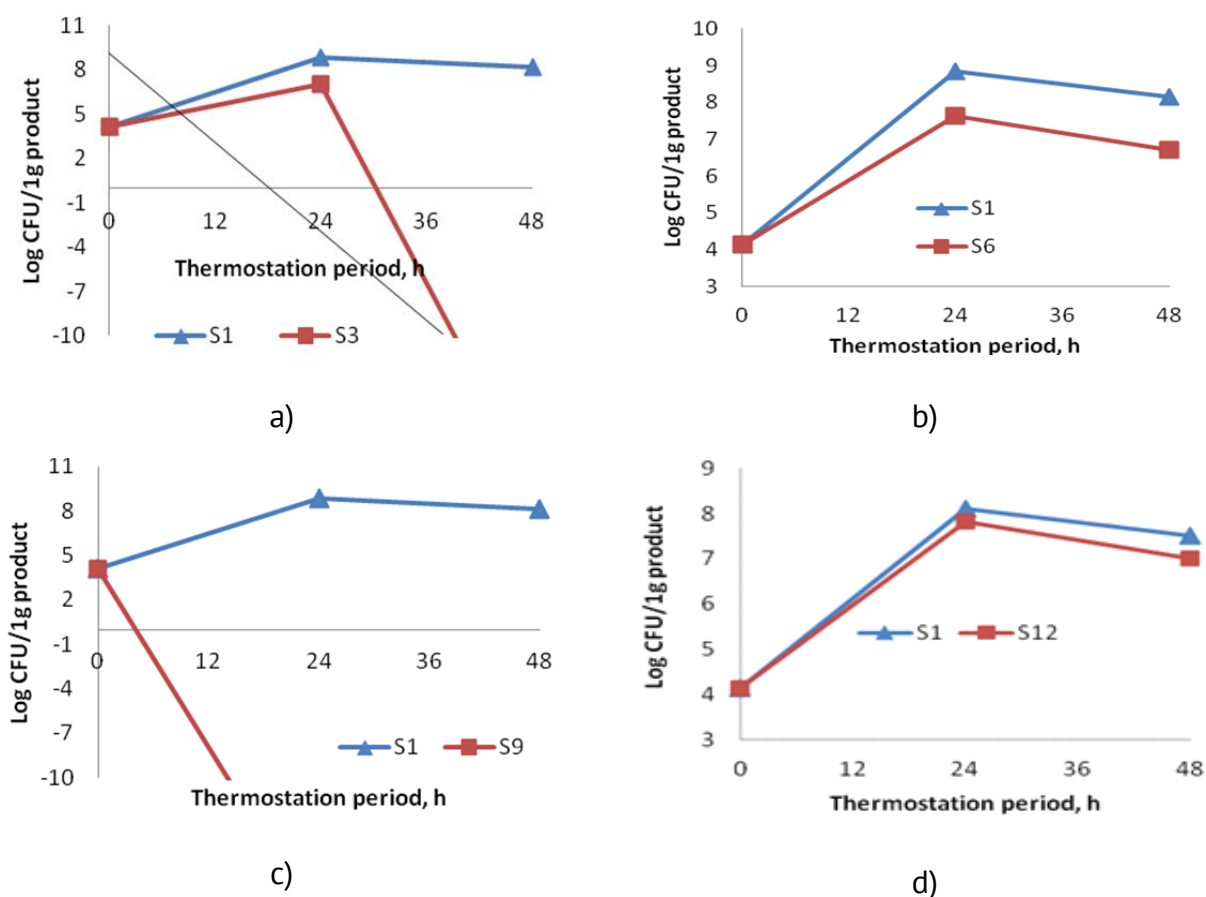 11
8
5
2
-1
-4
-7
-10
Log CFU/1g product
0 12 24 36 48
Thermostation period, h
S1 S3
a)
10
9
8
7
6
5
4
3
Log CFU/1g product
S1
S6
0 12 24 36 48
Thermostation period, h
b)
11
8
5
2
-1
-4
-7
-10
Log CFU/1g product
0 12 24 36 48
S1 S9
Thermostation period, h
c)
9
8
7
6
5
4
3
Log CFU/1g product
S1 S12
0 12 24 36 48
Thermostation period, h
d)